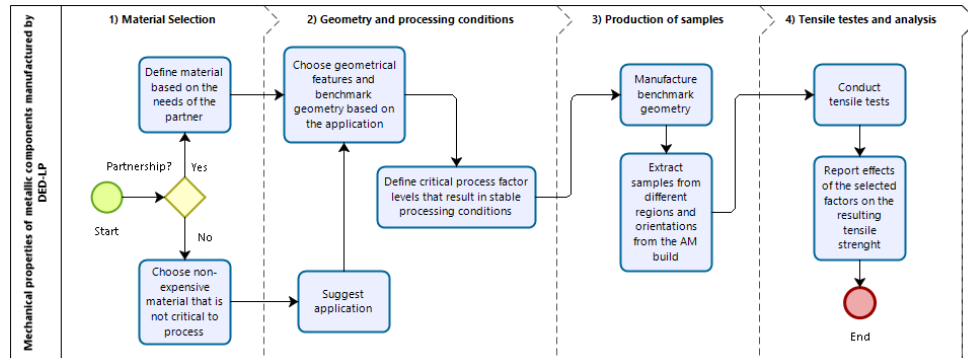 Mechanical properties of metallic components manufactured by
DED-LP
1) Material Selection
2) Geometry and processing conditions
3) Production of samples
4) Tensile testes and analysis
Define material
based on the
needs of the
partner
Partnership?
Yes
Start
No
Choose non-
expensive
material that is
not critical to
process
Choose geometrical
features and
benchmark
geometry based on
the application
Define critical process factor
levels that result in stable
processing conditions
Suggest
application
Manufacture
benchmark
geometry
Extract
samples from
different
regions and
orientations
from the AM
build
Conduct
tensile tests
Report effects
of the selected
factors on the
resulting
tensile
strenght
End